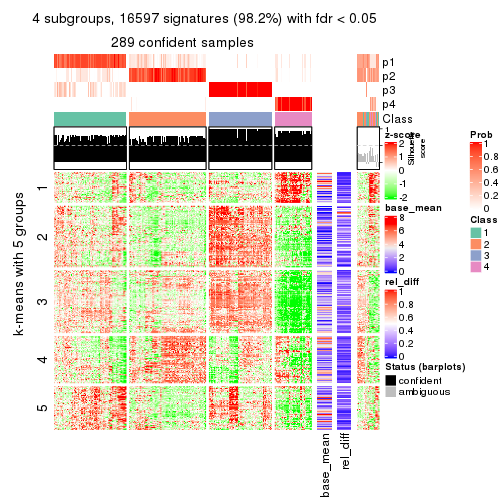 4 subgroups, 16597 signatures (98.2%) with fdr < 0.05
289 confident samples
p1
p2
p3
p4
Class
1
Silhouette
score
k-means with 5 groups
1
2
3
4
5
base_mean
rel_diff
z-score
2
1
0
-1
-2
base_mean
8
6
4
2
0
rel_diff
1
0.8
0.6
0.4
0.2
0
Status (barplots)
confident
ambiguous
Prob
1
0.8
0.6
0.4
0.2
0
Class
1
2
3
4